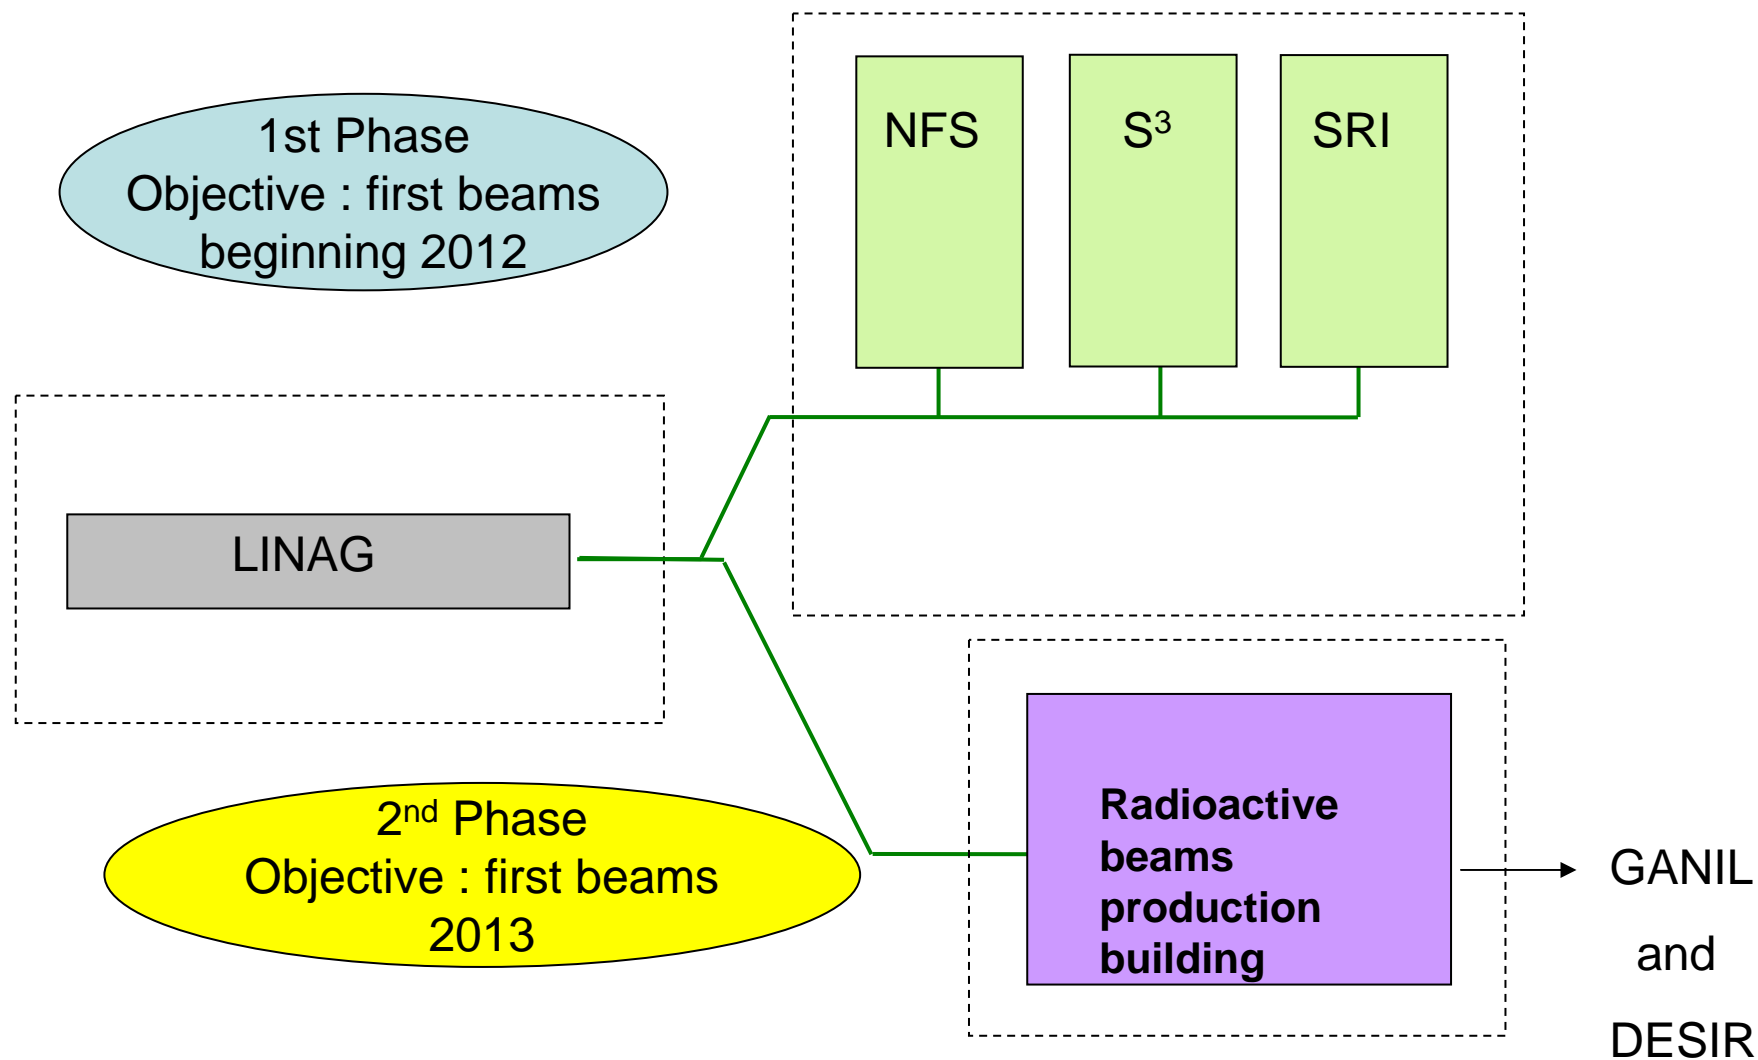 1st Phase
Objective : first beams
beginning 2012
NFS
S³
SRI
LINAG
2nd Phase
Objective : first beams
2013
Radioactive
beams
production
building
GANIL
and
DESIR